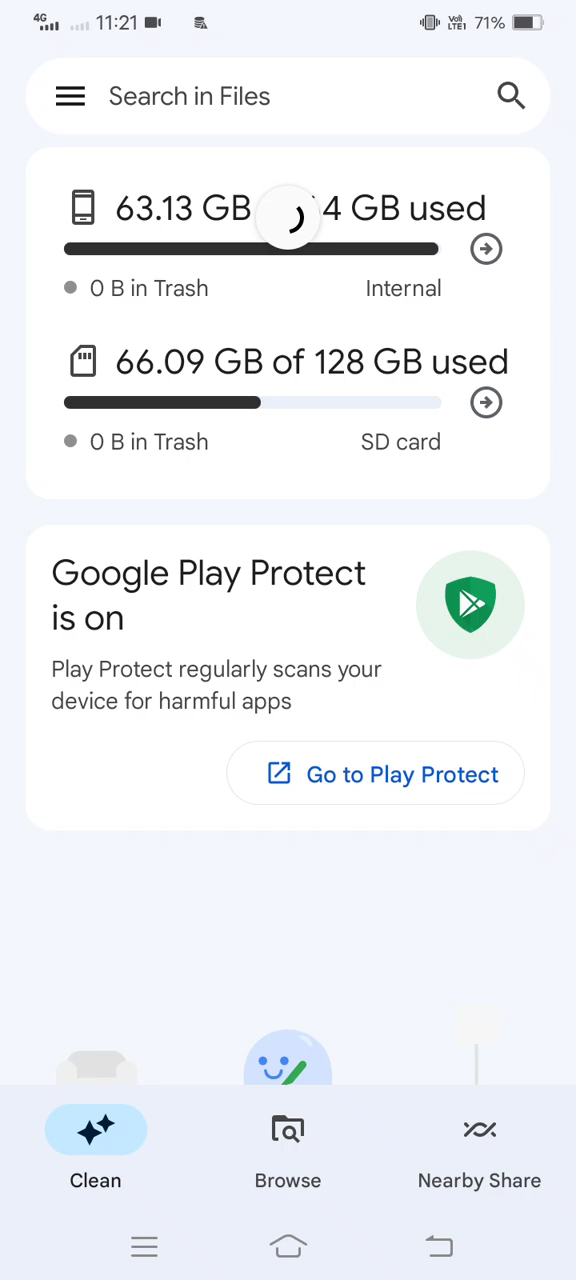 4G 11:21 Vo) LTE1 71%
Search in Files
63.13 GB 4 GB used
0 B in Trash Internal
66.09 GB of 128 GB used
0 B in Trash SD card
Google Play Protect
is on
Play Protect regularly scans your
device for harmful apps
Go to Play Protect
Clean Browse Nearby Share